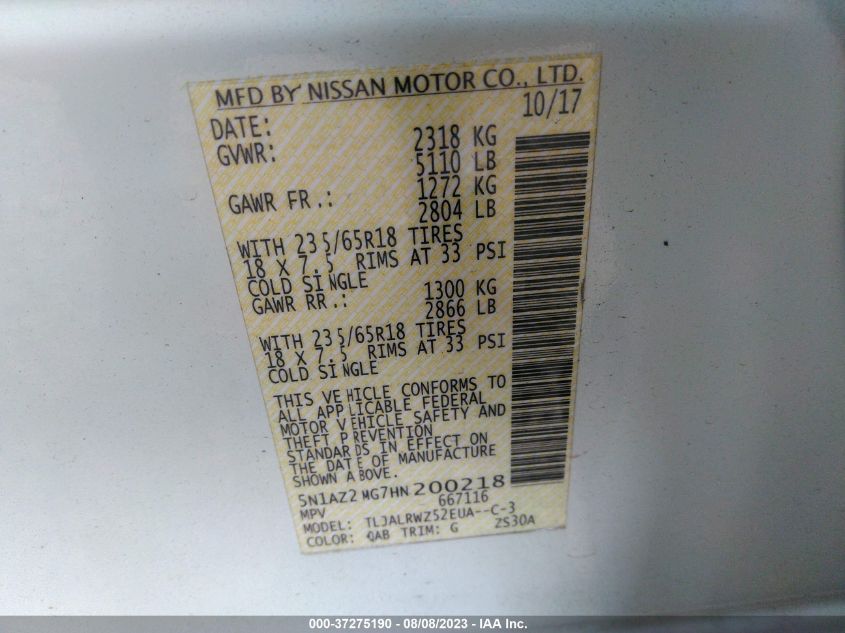 MFD BY NISSAN MOTOR CO., LTD.
DATE: 10/17
GVWR: 2318 KG
5110 LB
GAWR FR.: 1272 KG
2804 LB
WITH 235/65R18 TIRES
18 X 7.5 RIMS AT 33 PSI
COLD SINGLE
GAWR RR.: 1300 KG
2866 LB
WITH 235/65R18 TIRES
18 X 7.5 RIMS AT 33 PSI
COLD SINGLE
THIS VEHICLE CONFORMS TO
ALL APPLICABLE FEDERAL
MOTOR VEHICLE SAFETY AND
THEFT PREVENTION
STANDARDS IN EFFECT ON
THE DATE OF MANUFACTURE
SHOWN ABOVE.
5N1AZ2MG7HN200218
MPV 667116
MODEL: TLJALRWZ52EUA--C-3
COLOR: QAB TRIM: G ZS30A
000-37275190 - 08/08/2023 - IAA Inc.